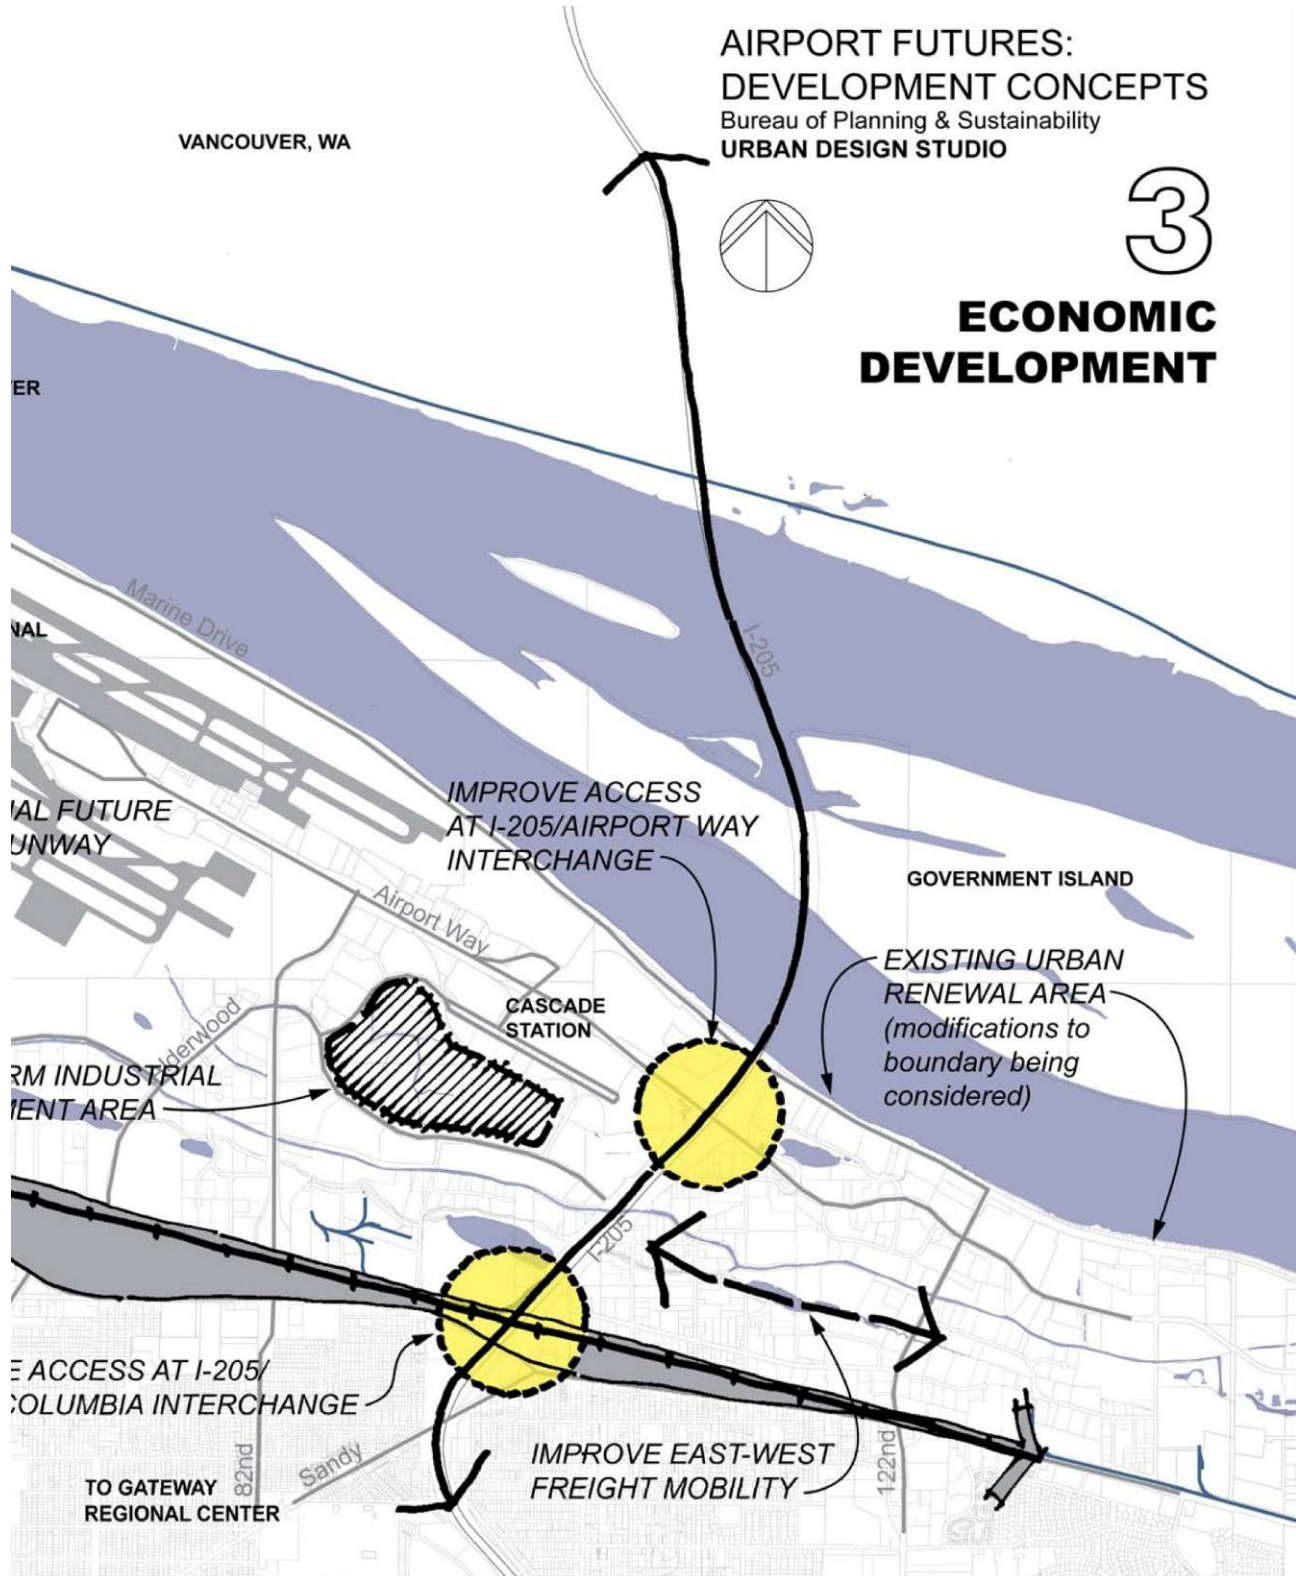 AIRPORT FUTURES:
DEVELOPMENT CONCEPTS
Bureau of Planning & Sustainability
URBAN DESIGN STUDIO
3
ECONOMIC
DEVELOPMENT
VANCOUVER, WA
ER
Marine Drive
NAL
I-205
IMPROVE ACCESS
AT I-205/AIRPORT WAY
INTERCHANGE
AL FUTURE
UNWAY
GOVERNMENT ISLAND
Airport Way
EXISTING URBAN
RENEWAL AREA
(modifications to
boundary being
considered)
CASCADE
STATION
lderwood
RM INDUSTRIAL
MENT AREA
I-205
E ACCESS AT I-205/
COLUMBIA INTERCHANGE
IMPROVE EAST-WEST
FREIGHT MOBILITY
82nd
Sandy
122nd
TO GATEWAY
REGIONAL CENTER